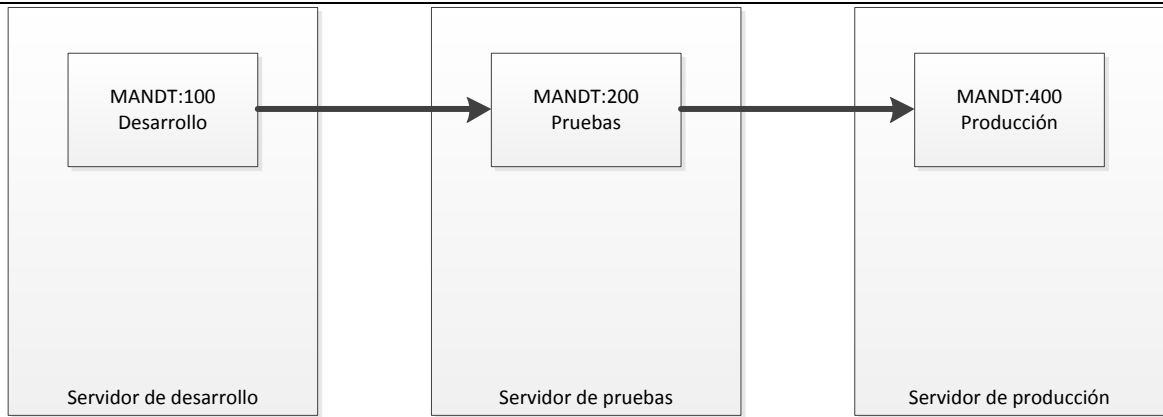 MANDT:100
Desarrollo
MANDT:200
Pruebas
MANDT:400
Producción
Servidor de desarrollo
Servidor de pruebas
Servidor de producción